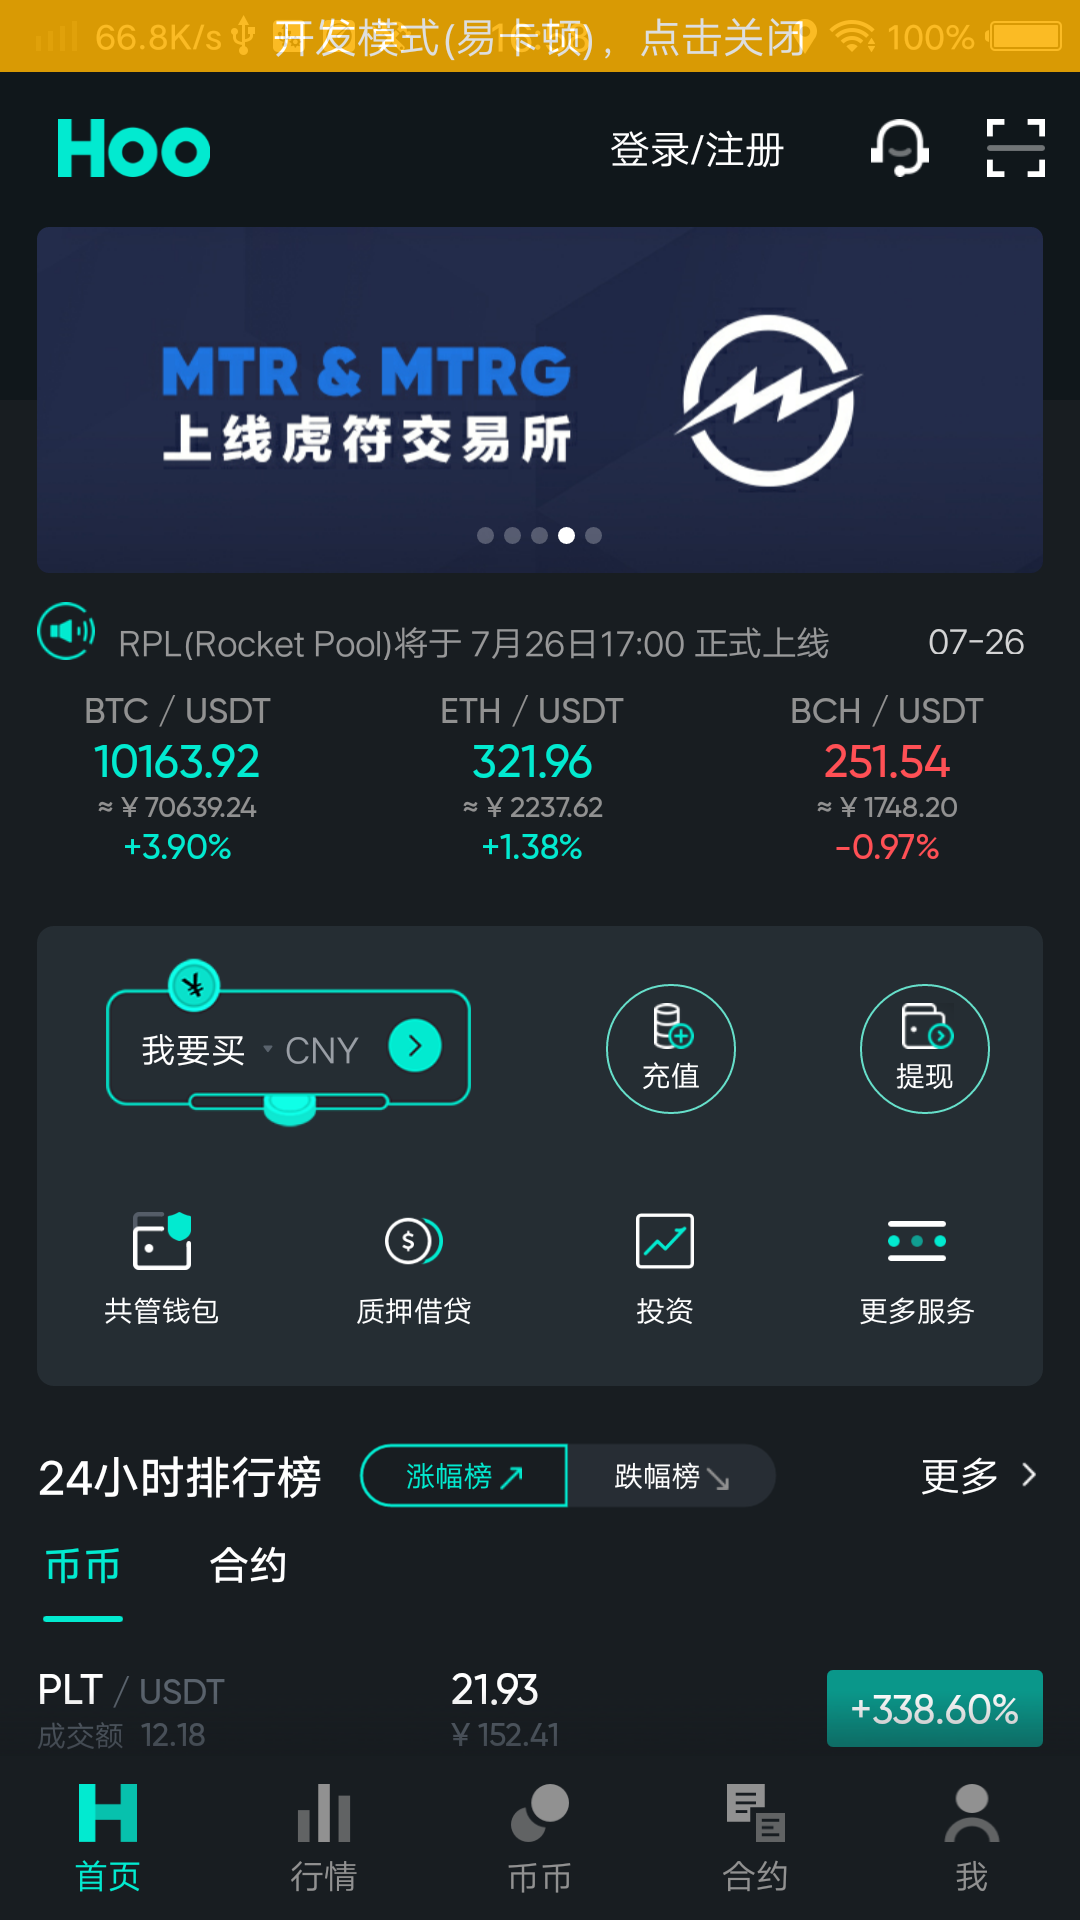 66.8K/s 开发模式(易卡顿)，点击关闭 100%
Hoo 登录/注册
MTR & MTRG
上线虎符交易所
RPL(Rocket Pool)将于 7月26日17:00 正式上线 07-26
BTC / USDT ETH / USDT BCH / USDT
10163.92 321.96 251.54
≈ ¥ 70639.24 ≈ ¥ 2237.62 ≈ ¥ 1748.20
+3.90% +1.38% -0.97%
¥
我要买 CNY 充值 提现
$
共管钱包 质押借贷 投资 更多服务
24小时排行榜 涨幅榜 跌幅榜 更多
币币 合约
PLT / USDT 21.93 +338.60%
成交额 12.18 ¥ 152.41
首页 行情 币币 合约 我